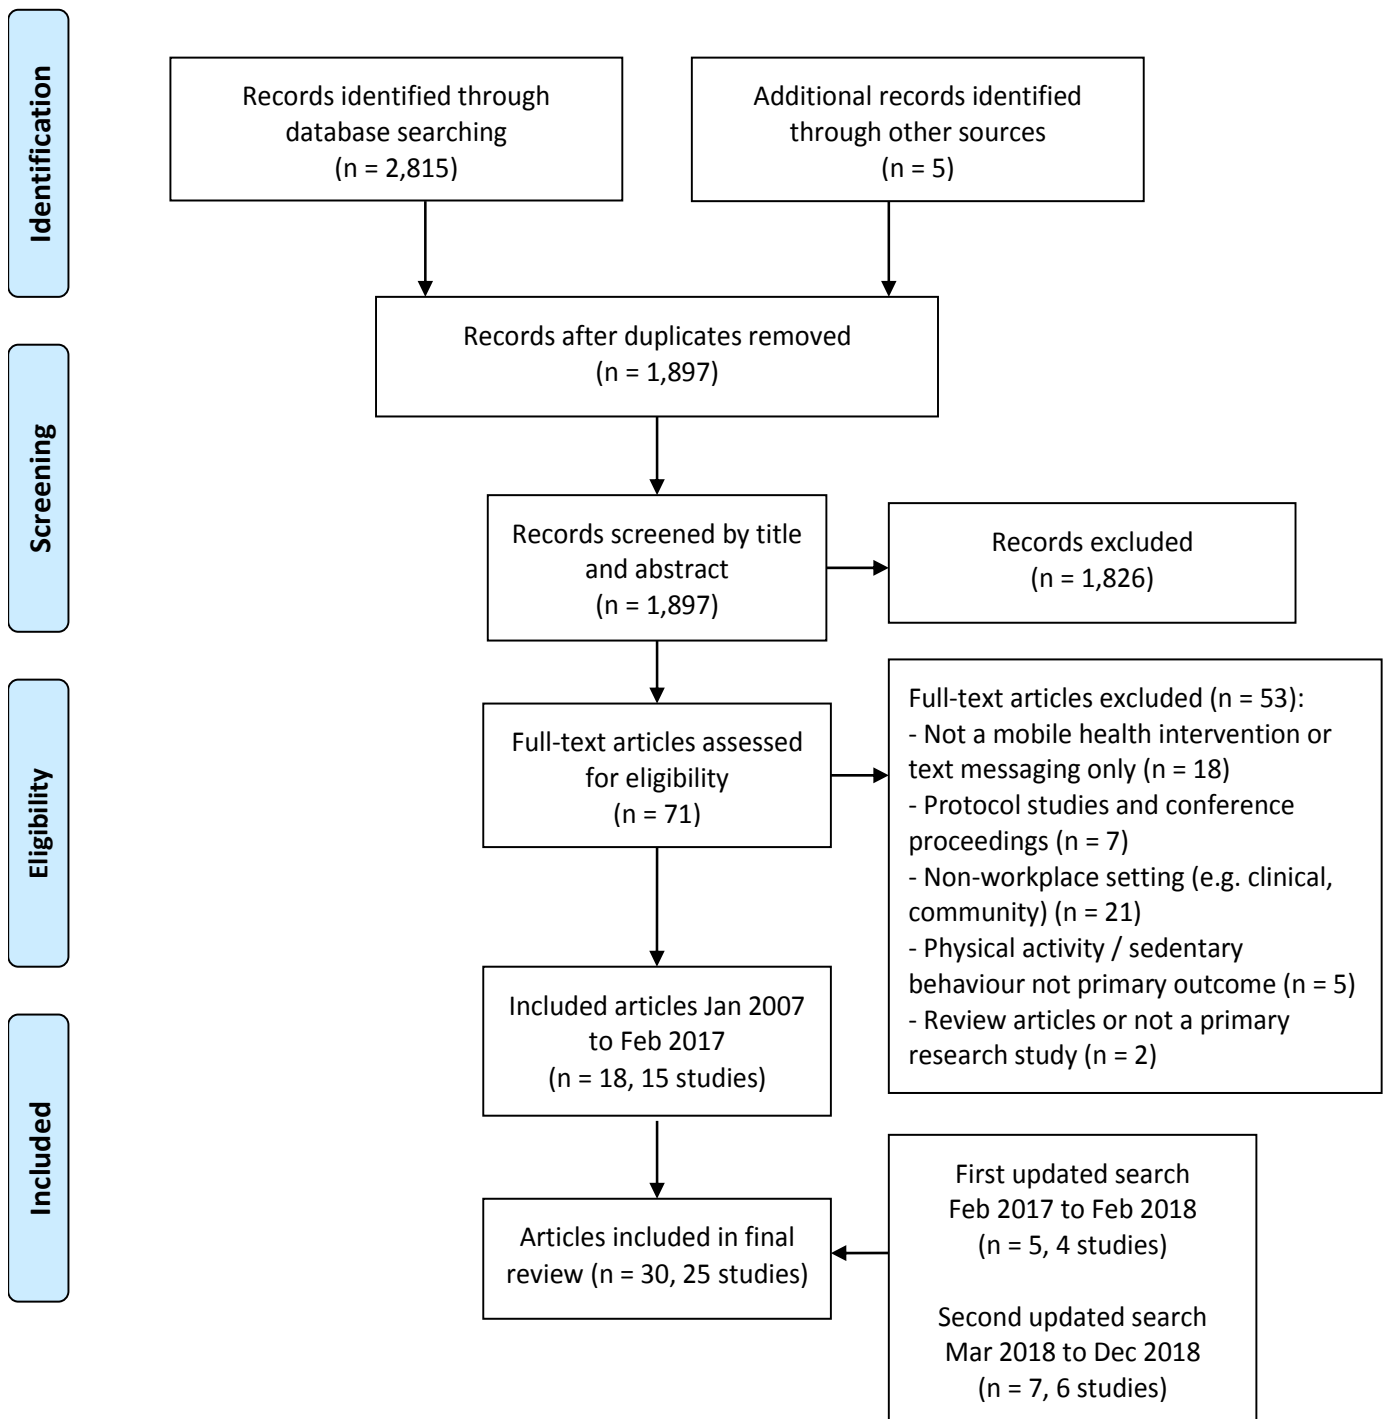 Identification
Records identified through
database searching
(n = 2,815)
Additional records identified
through other sources
(n = 5)
Records after duplicates removed
(n = 1,897)
Screening
Records screened by title
and abstract
(n = 1,897)
Records excluded
(n = 1,826)
Eligibility
Full-text articles assessed
for eligibility
(n = 71)
Full-text articles excluded (n = 53):
- Not a mobile health intervention or
text messaging only (n = 18)
- Protocol studies and conference
proceedings (n = 7)
- Non-workplace setting (e.g. clinical,
community) (n = 21)
- Physical activity / sedentary
behaviour not primary outcome (n = 5)
- Review articles or not a primary
research study (n = 2)
Included
Included articles Jan 2007
to Feb 2017
(n = 18, 15 studies)
Articles included in final
review (n = 30, 25 studies)
First updated search
Feb 2017 to Feb 2018
(n = 5, 4 studies)
Second updated search
Mar 2018 to Dec 2018
(n = 7, 6 studies)